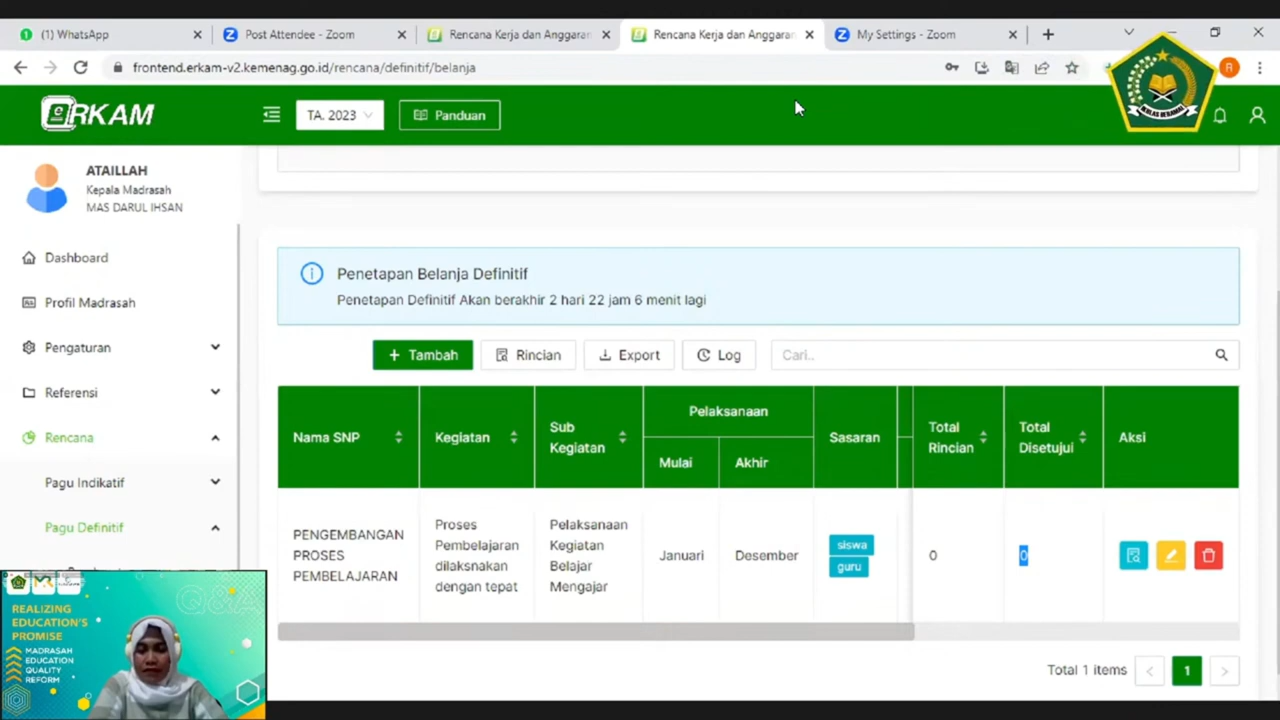 (1) WhatsApp
Post Attendee - Zoom
Rencana Kerja dan Anggaran
Rencana Kerja dan Anggaran
My Settings - Zoom
frontend.erkam-v2.kemenag.go.id/rencana/definitif/belanja
eRKAM
TA. 2023
Panduan
IKHLAS BERAMAL
A
ATAILLAH
Kepala Madrasah
MAS DARUL IHSAN
Dashboard
Profil Madrasah
Pengaturan
Referensi
Rencana
Pagu Indikatif
Pagu Definitif
Penetapan Belanja Definitif
Penetapan Definitif Akan berakhir 2 hari 22 jam 6 menit lagi
+ Tambah
Rincian
Export
Log
Cari..
Nama SNP
Kegiatan
Sub
Kegiatan
Pelaksanaan
Mulai
Akhir
Sasaran
Total
Rincian
Total
Disetujui
Aksi
PENGEMBANGAN
PROSES
PEMBELAJARAN
Proses
Pembelajaran
dilaksnakan
dengan tepat
Pelaksanaan
Kegiatan
Belajar
Mengajar
Januari
Desember
siswa
guru
0
0
Total 1 items
<
1
>
REALIZING
EDUCATION'S
PROMISE
MADRASAH
EDUCATION
QUALITY
REFORM
Q&A